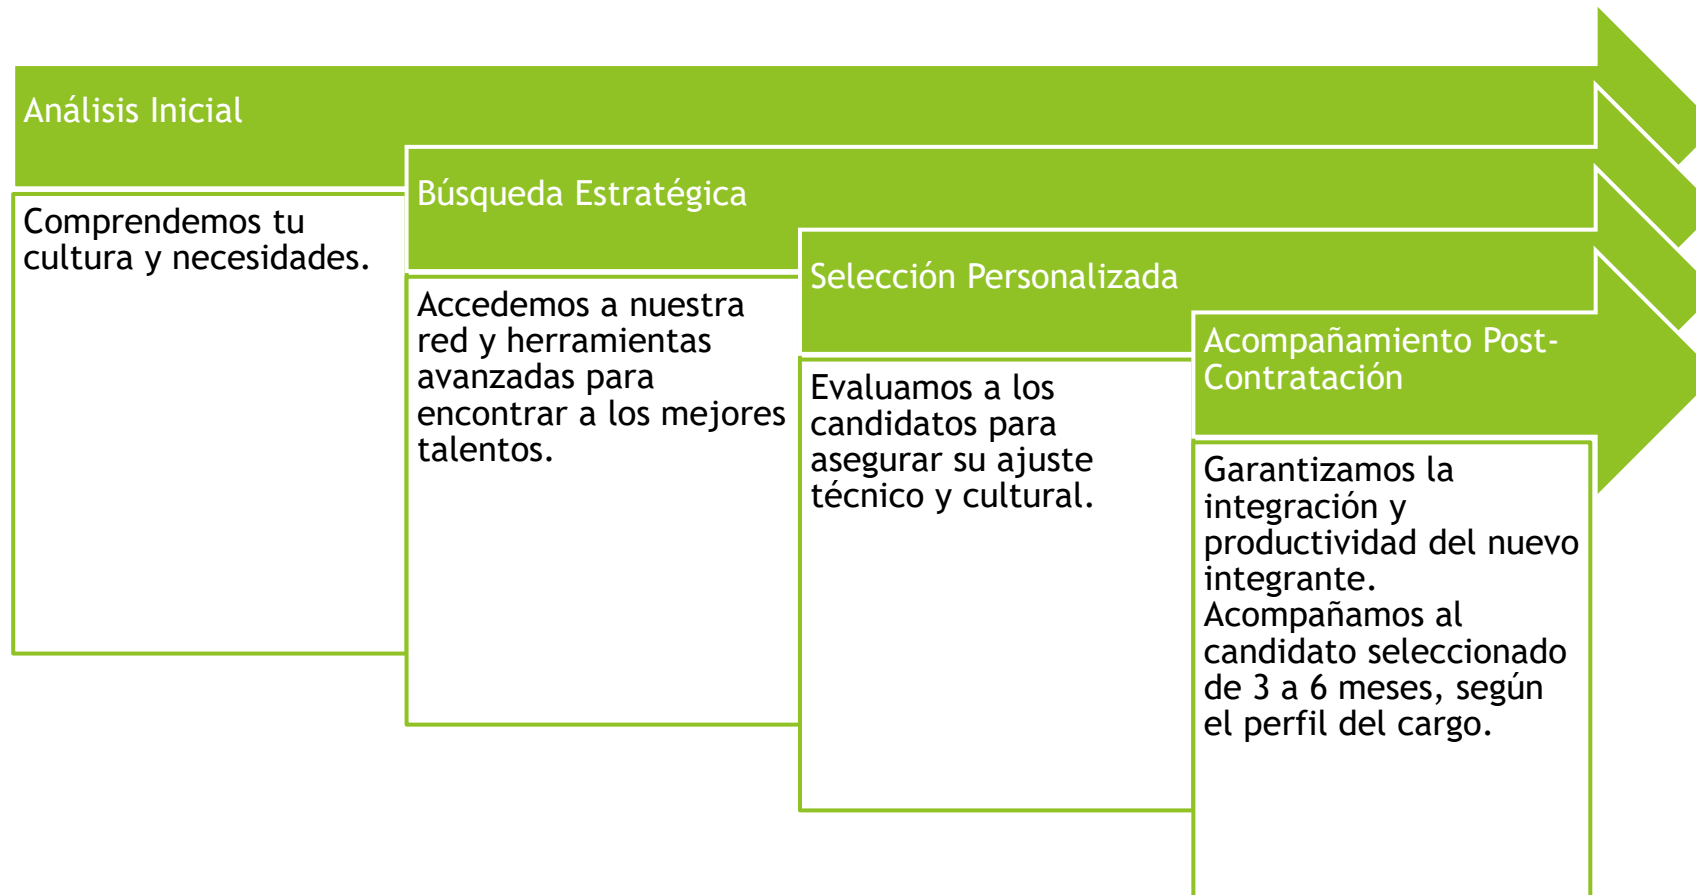 Análisis Inicial
Comprendemos tu
cultura y necesidades.
Búsqueda Estratégica
Accedemos a nuestra
red y herramientas
avanzadas para
encontrar a los mejores
talentos.
Selección Personalizada
Evaluamos a los
candidatos para
asegurar su ajuste
técnico y cultural.
Acompañamiento Post-
Contratación
Garantizamos la
integración y
productividad del nuevo
integrante.
Acompañamos al
candidato seleccionado
de 3 a 6 meses, según
el perfil del cargo.